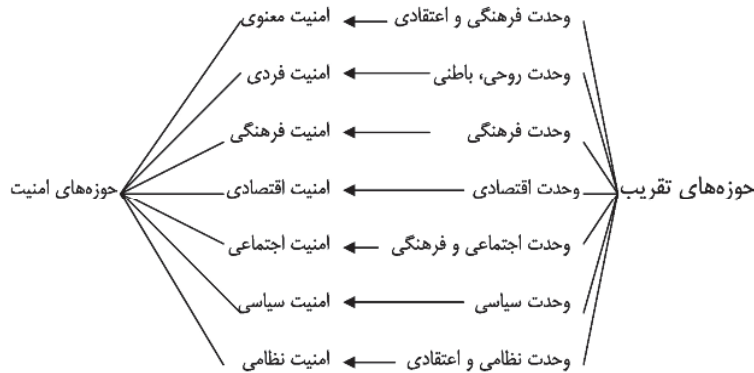 وحدت فرهنگی و اعتقادی امنیت معنوی
وحدت روحی، باطنی امنیت فردی
وحدت فرهنگی امنیت فرهنگی
حوزه‌های تقریب وحدت اقتصادی امنیت اقتصادی حوزه‌های امنیت
وحدت اجتماعی و فرهنگی امنیت اجتماعی
وحدت سیاسی امنیت سیاسی
وحدت نظامی و اعتقادی امنیت نظامی